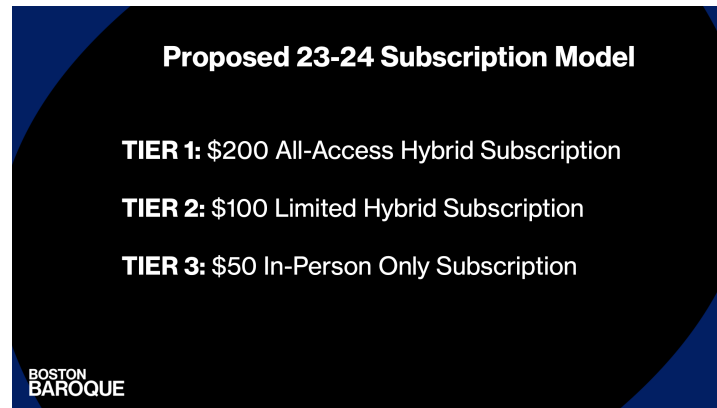 Proposed 23-24 Subscription Model
TIER 1: $200 All-Access Hybrid Subscription
TIER 2: $100 Limited Hybrid Subscription
TIER 3: $50 In-Person Only Subscription
BOSTON
BAROQUE